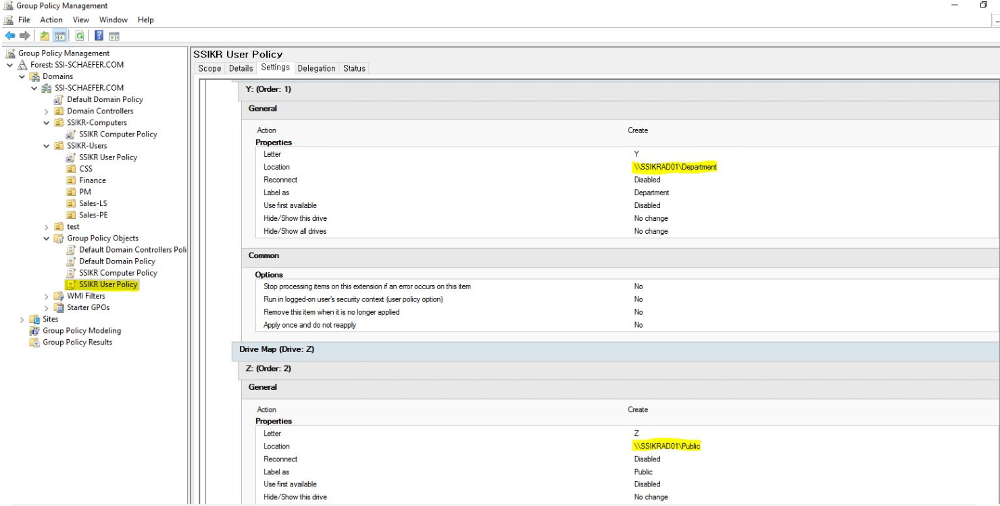 Group Policy Management
File Action View Window Help
Group Policy Management
Forest: SSI-SCHAEFER.COM
Domains
SSI-SCHAEFER.COM
Default Domain Policy
Domain Controllers
SSIKR-Computers
SSIKR Computer Policy
SSIKR-Users
SSIKR User Policy
CSS
Finance
PM
Sales-LS
Sales-PE
test
Group Policy Objects
Default Domain Controllers Poli
Default Domain Policy
SSIKR Computer Policy
SSIKR User Policy
WMI Filters
Starter GPOs
Sites
Group Policy Modeling
Group Policy Results
SSIKR User Policy
Scope Details Settings Delegation Status
Y: (Order: 1)
General
Action Create
Properties
Letter Y
Location \\SSIKRAD01\Department
Reconnect Disabled
Label as Department
Use first available Disabled
Hide/Show this drive No change
Hide/Show all drives No change
Common
Options
Stop processing items on this extension if an error occurs on this item No
Run in logged-on user's security context (user policy option) No
Remove this item when it is no longer applied No
Apply once and do not reapply No
Drive Map (Drive: Z)
Z: (Order: 2)
General
Action Create
Properties
Letter Z
Location \\SSIKRAD01\Public
Reconnect Disabled
Label as Public
Use first available Disabled
Hide/Show this drive No change